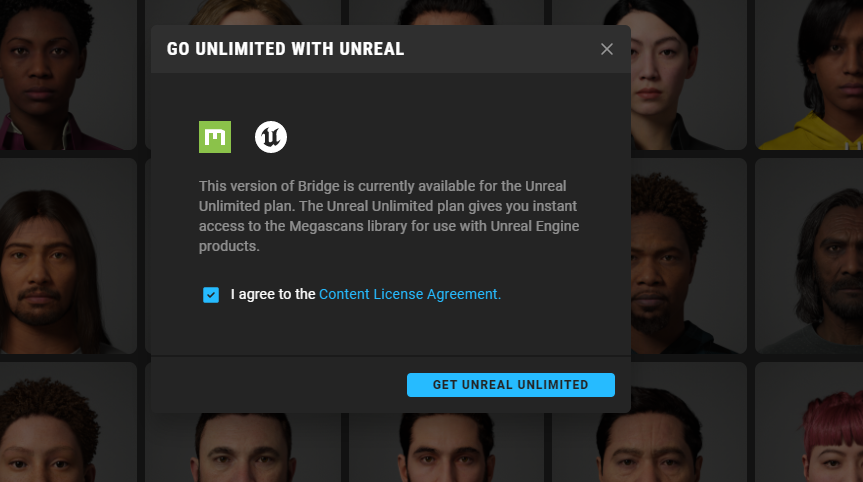 GO UNLIMITED WITH UNREAL
This version of Bridge is currently available for the Unreal
Unlimited plan. The Unreal Unlimited plan gives you instant
access to the Megascans library for use with Unreal Engine
products.
I agree to the Content License Agreement.
GET UNREAL UNLIMITED